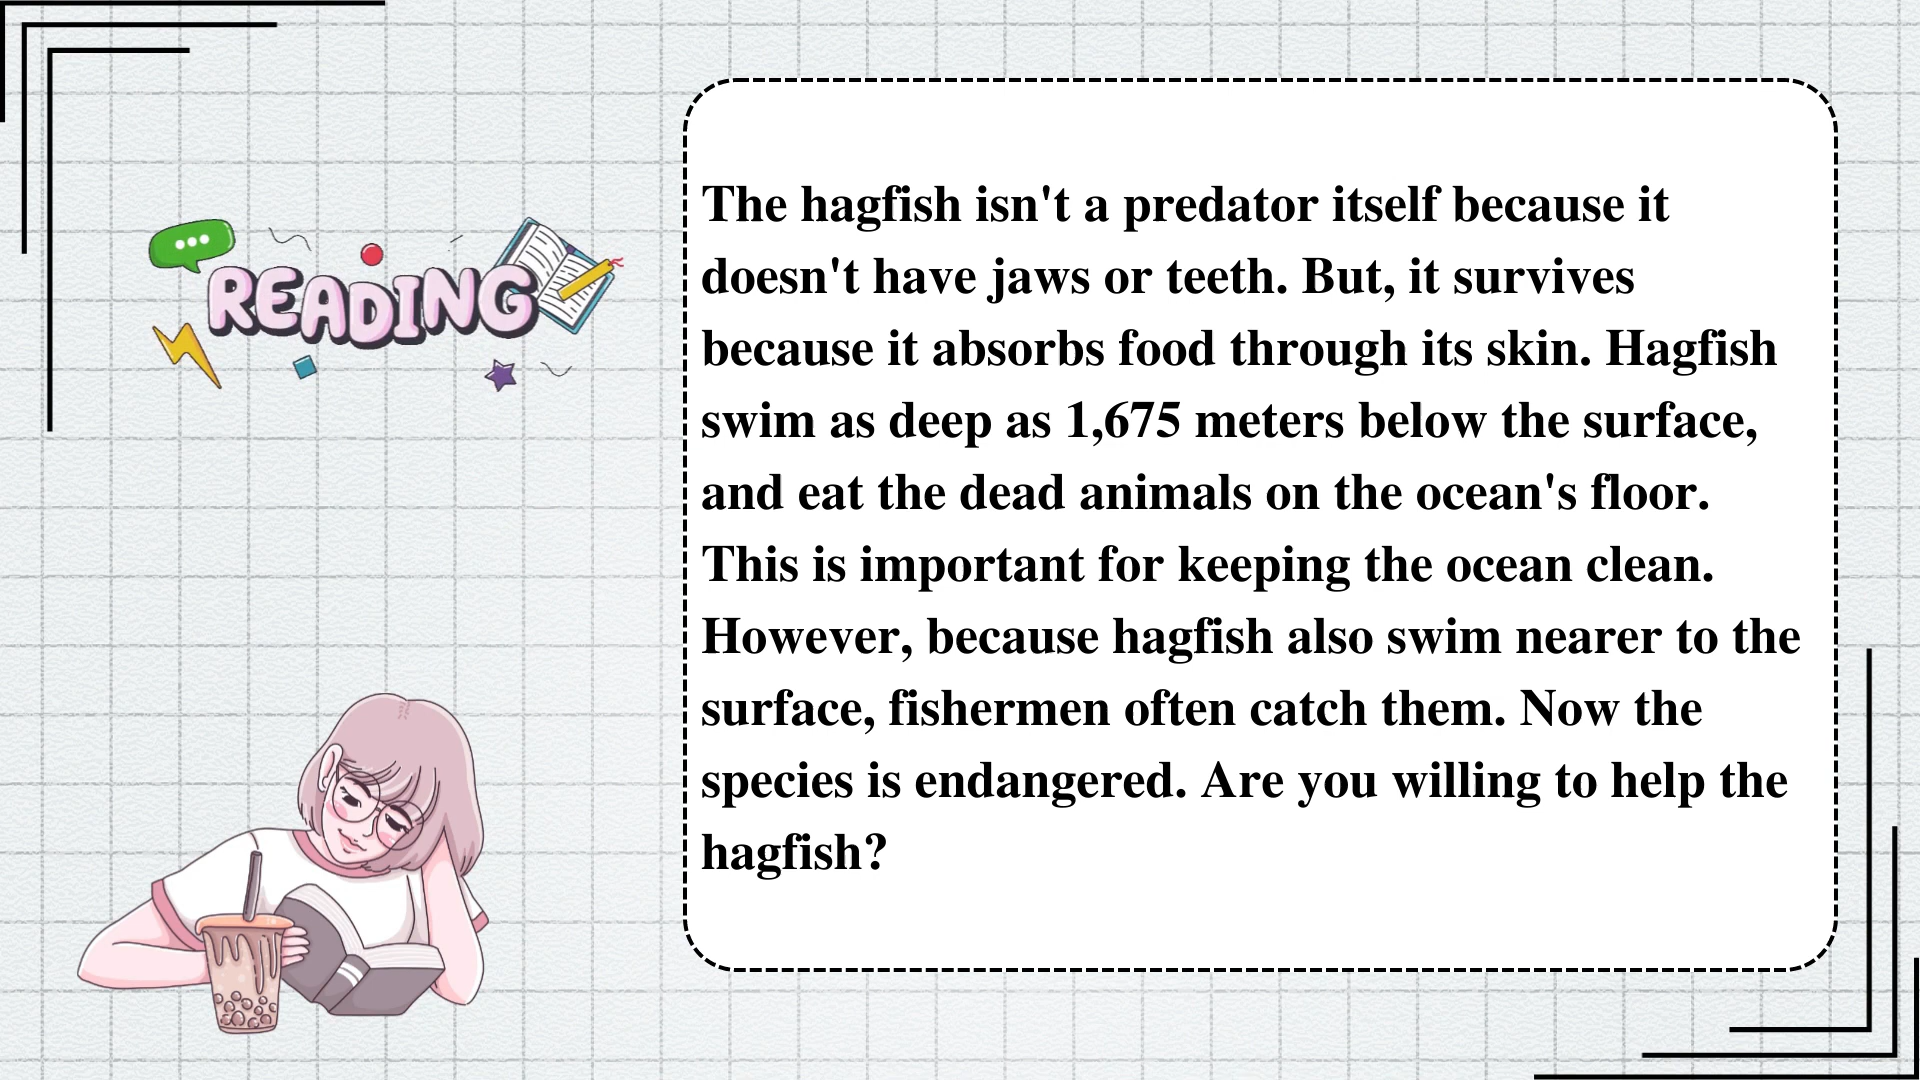 READING
The hagfish isn't a predator itself because it
doesn't have jaws or teeth. But, it survives
because it absorbs food through its skin. Hagfish
swim as deep as 1,675 meters below the surface,
and eat the dead animals on the ocean's floor.
This is important for keeping the ocean clean.
However, because hagfish also swim nearer to the
surface, fishermen often catch them. Now the
species is endangered. Are you willing to help the
hagfish?